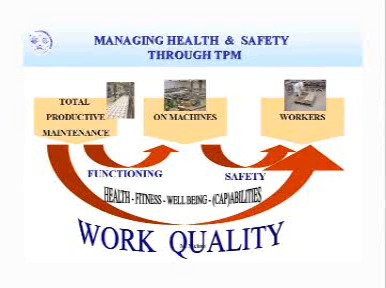 MANAGING HEALTH & SAFETY
THROUGH TPM
TOTAL
PRODUCTIVE
MAINTENANCE
ON MACHINES
WORKERS
FUNCTIONING
SAFETY
HEALTH - FITNESS - WELL BEING - (CAP)ABILITIES
WORK QUALITY